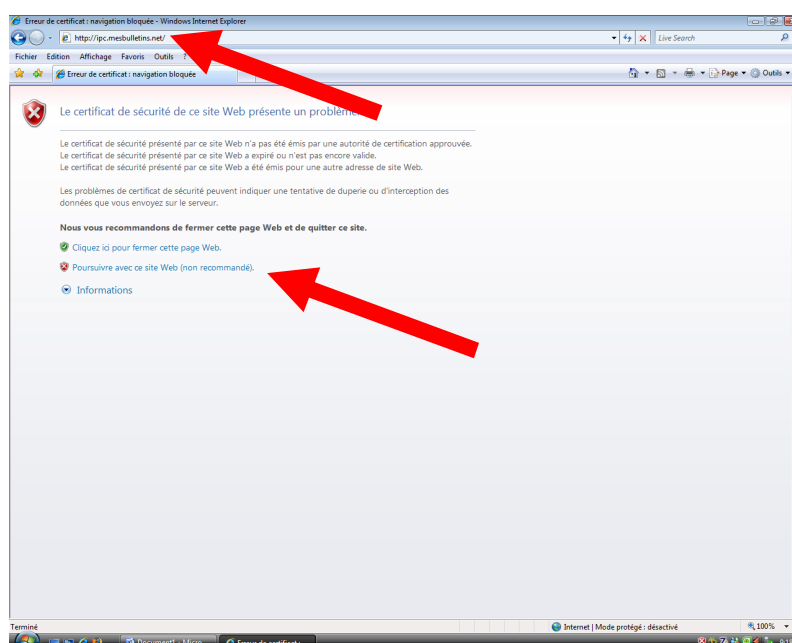 Erreur de certificat : navigation bloquée - Windows Internet Explorer
http://ipc.mesbulletins.net/
Live Search
Fichier Edition Affichage Favoris Outils ?
Erreur de certificat : navigation bloquée
Page Outils
Le certificat de sécurité de ce site Web présente un problème
Le certificat de sécurité présenté par ce site Web n'a pas été émis par une autorité de certification approuvée.
Le certificat de sécurité présenté par ce site Web a expiré ou n'est pas encore valide.
Le certificat de sécurité présenté par ce site Web a été émis pour une autre adresse de site Web.
Les problèmes de certificat de sécurité peuvent indiquer une tentative de duperie ou d'interception des
données que vous envoyez sur le serveur.
Nous vous recommandons de fermer cette page Web et de quitter ce site.
Cliquez ici pour fermer cette page Web.
Poursuivre avec ce site Web (non recommandé).
Informations
Terminé
Internet | Mode protégé : désactivé
100%
Document1 - Micro...